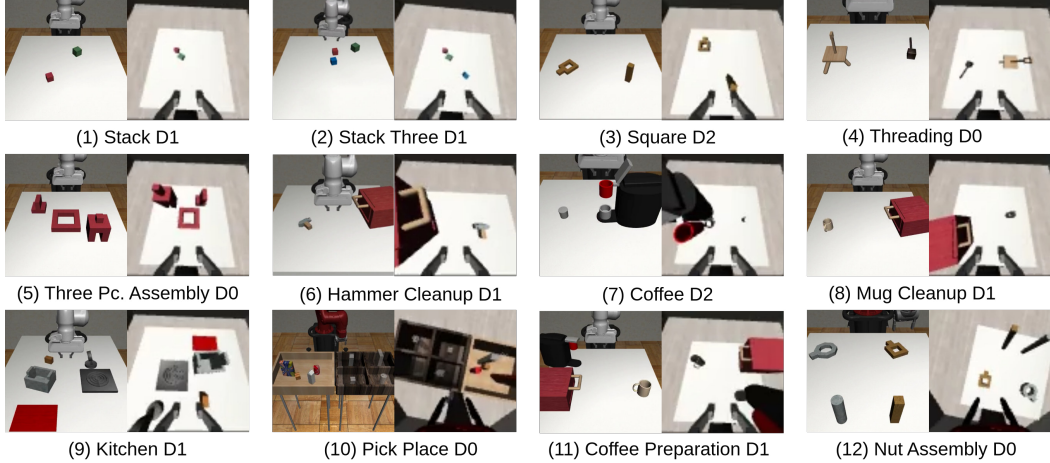 (1) Stack D1
(2) Stack Three D1
(3) Square D2
(4) Threading D0
(5) Three Pc. Assembly D0
(6) Hammer Cleanup D1
(7) Coffee D2
(8) Mug Cleanup D1
(9) Kitchen D1
(10) Pick Place D0
(11) Coffee Preparation D1
(12) Nut Assembly D0